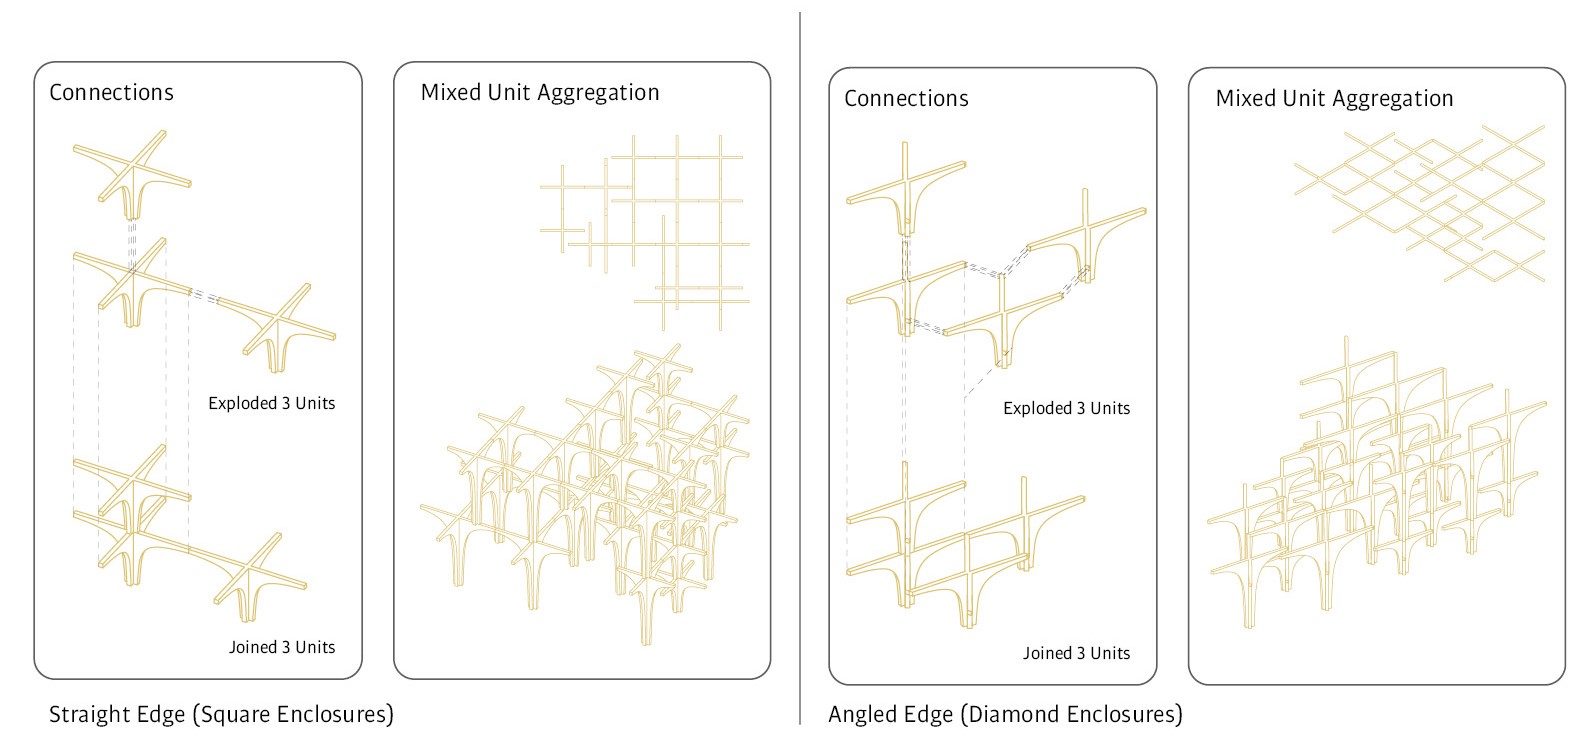 Connections
Mixed Unit Aggregation
Exploded 3 Units
Joined 3 Units
Straight Edge (Square Enclosures)
Connections
Mixed Unit Aggregation
Exploded 3 Units
Joined 3 Units
Angled Edge (Diamond Enclosures)